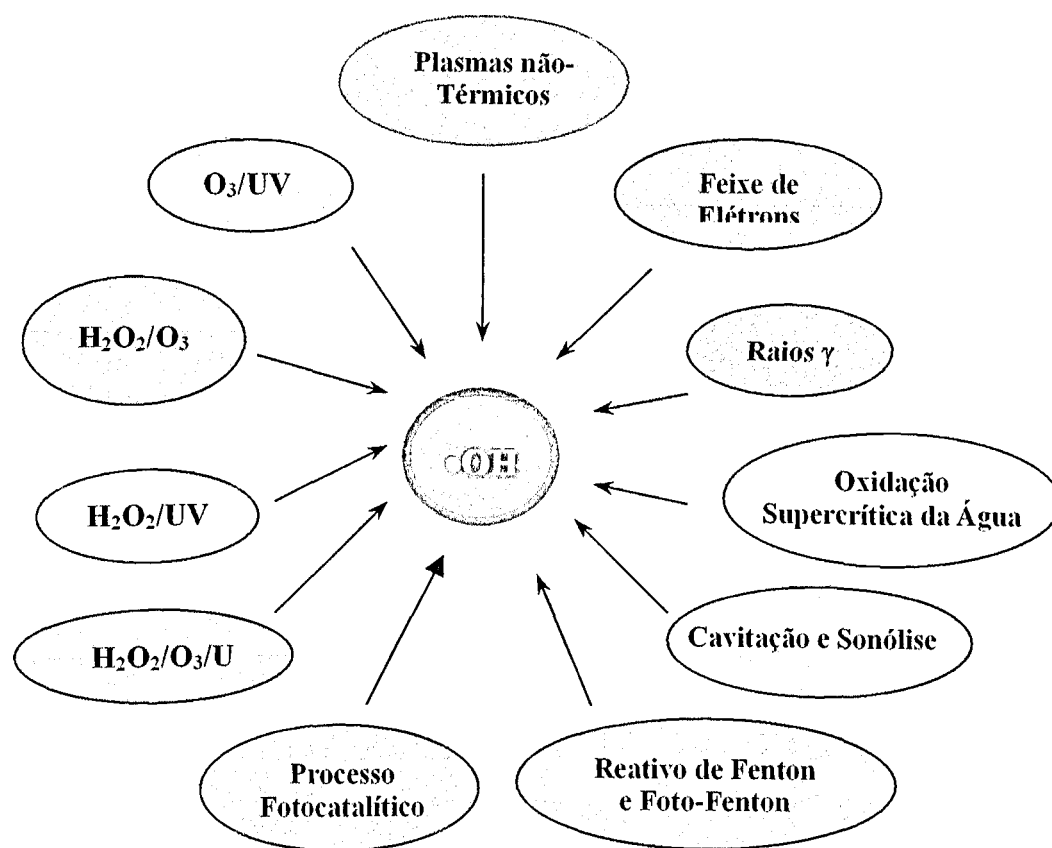 Plasmas não-
Térmicos
O₃/UV
Feixe de
Elétrons
H₂O₂/O₃
Raios γ
OH
Oxidação
Supercrítica da Água
H₂O₂/UV
Cavitação e Sonólise
H₂O₂/O₃/U
Processo
Fotocatalítico
Reativo de Fenton
e Foto-Fenton